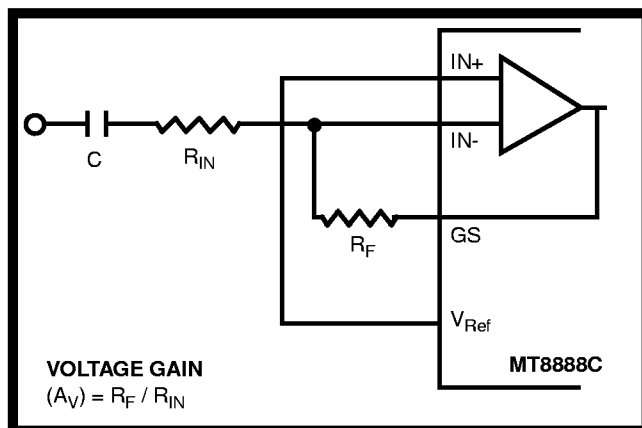 IN+
IN-
C
R_IN
R_F
GS
V_Ref
VOLTAGE GAIN
MT8888C
(A_V) = R_F / R_IN